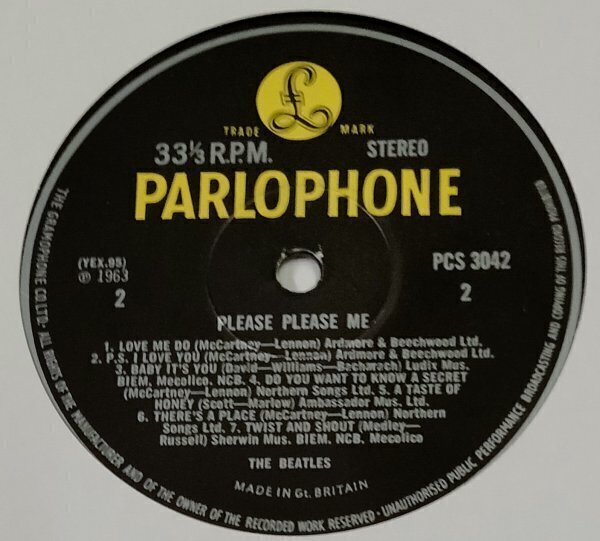 £
TRADE MARK
33⅓ R.P.M. STEREO
PARLOPHONE
(YEX.95) PCS 3042
℗ 1963
2 2
PLEASE PLEASE ME
1. LOVE ME DO (McCartney—Lennon) Ardmore & Beechwood Ltd.
2. P.S. I LOVE YOU (McCartney—Lennon) Ardmore & Beechwood Ltd.
3. BABY IT'S YOU (David—Williams—Bacharach) Ludix Mus.
BIEM. Mecolico. NCB. 4. DO YOU WANT TO KNOW A SECRET
(McCartney—Lennon) Northern Songs Ltd. 5. A TASTE OF
HONEY (Scott—Marlow) Ambassador Mus. Ltd.
6. THERE'S A PLACE (McCartney—Lennon) Northern
Songs Ltd. 7. TWIST AND SHOUT (Medley—
Russell) Sherwin Mus. BIEM. NCB. Mecolico
THE BEATLES
MADE IN Gt. BRITAIN
THE GRAMOPHONE CO LTD · ALL RIGHTS OF THE MANUFACTURER AND OF THE OWNER OF THE RECORDED WORK RESERVED · UNAUTHORISED PUBLIC PERFORMANCE BROADCASTING AND COPYING OF THIS RECORD PROHIBITED